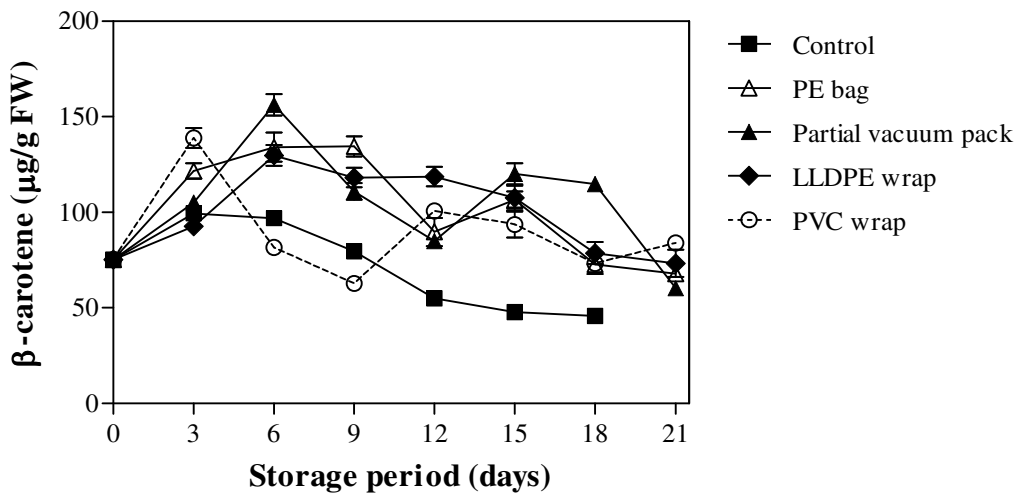 200
150
100
50
0
β-carotene (µg/g FW)
0 3 6 9 12 15 18 21
Storage period (days)
Control
PE bag
Partial vacuum pack
LLDPE wrap
PVC wrap